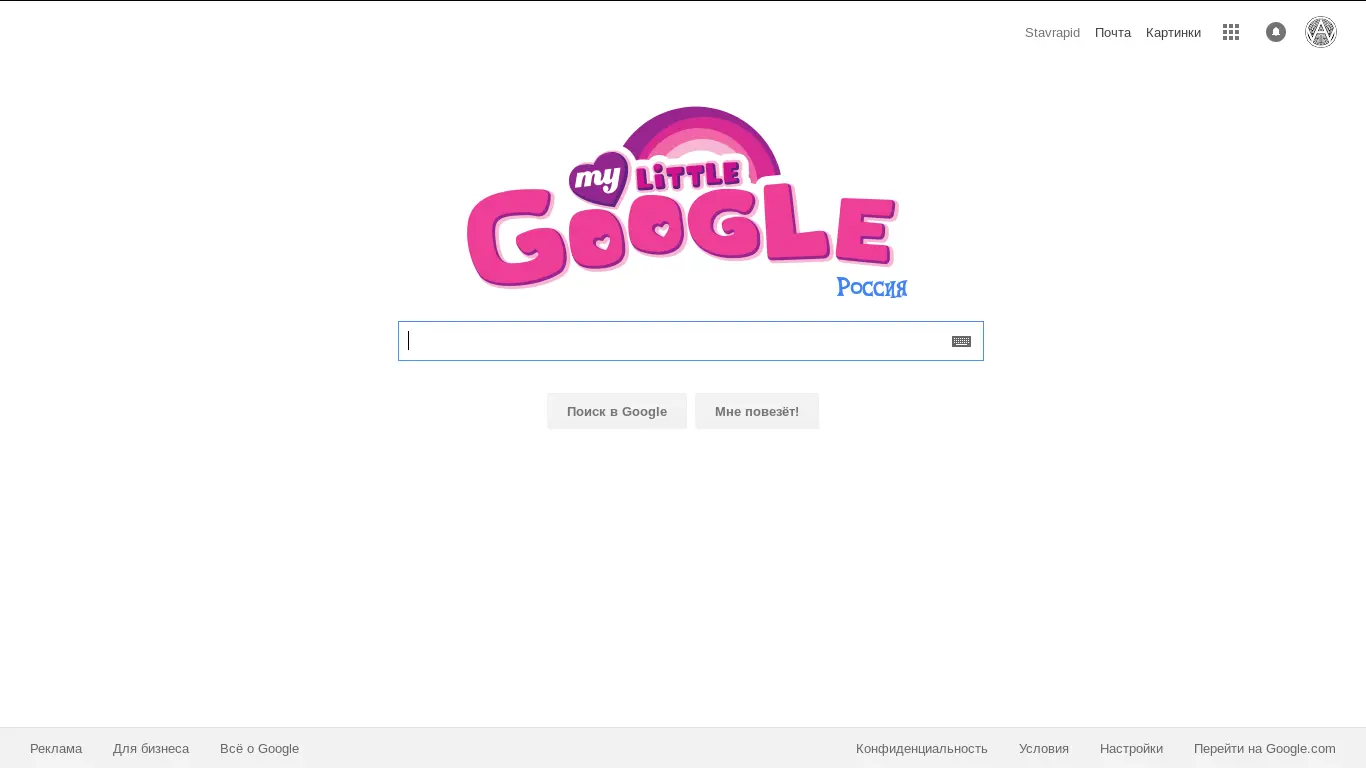 Stavrapid Почта Картинки
my LiTTLE
GOOGLE
Россия
Поиск в Google Мне повезёт!
Реклама Для бизнеса Всё о Google Конфиденциальность Условия Настройки Перейти на Google.com